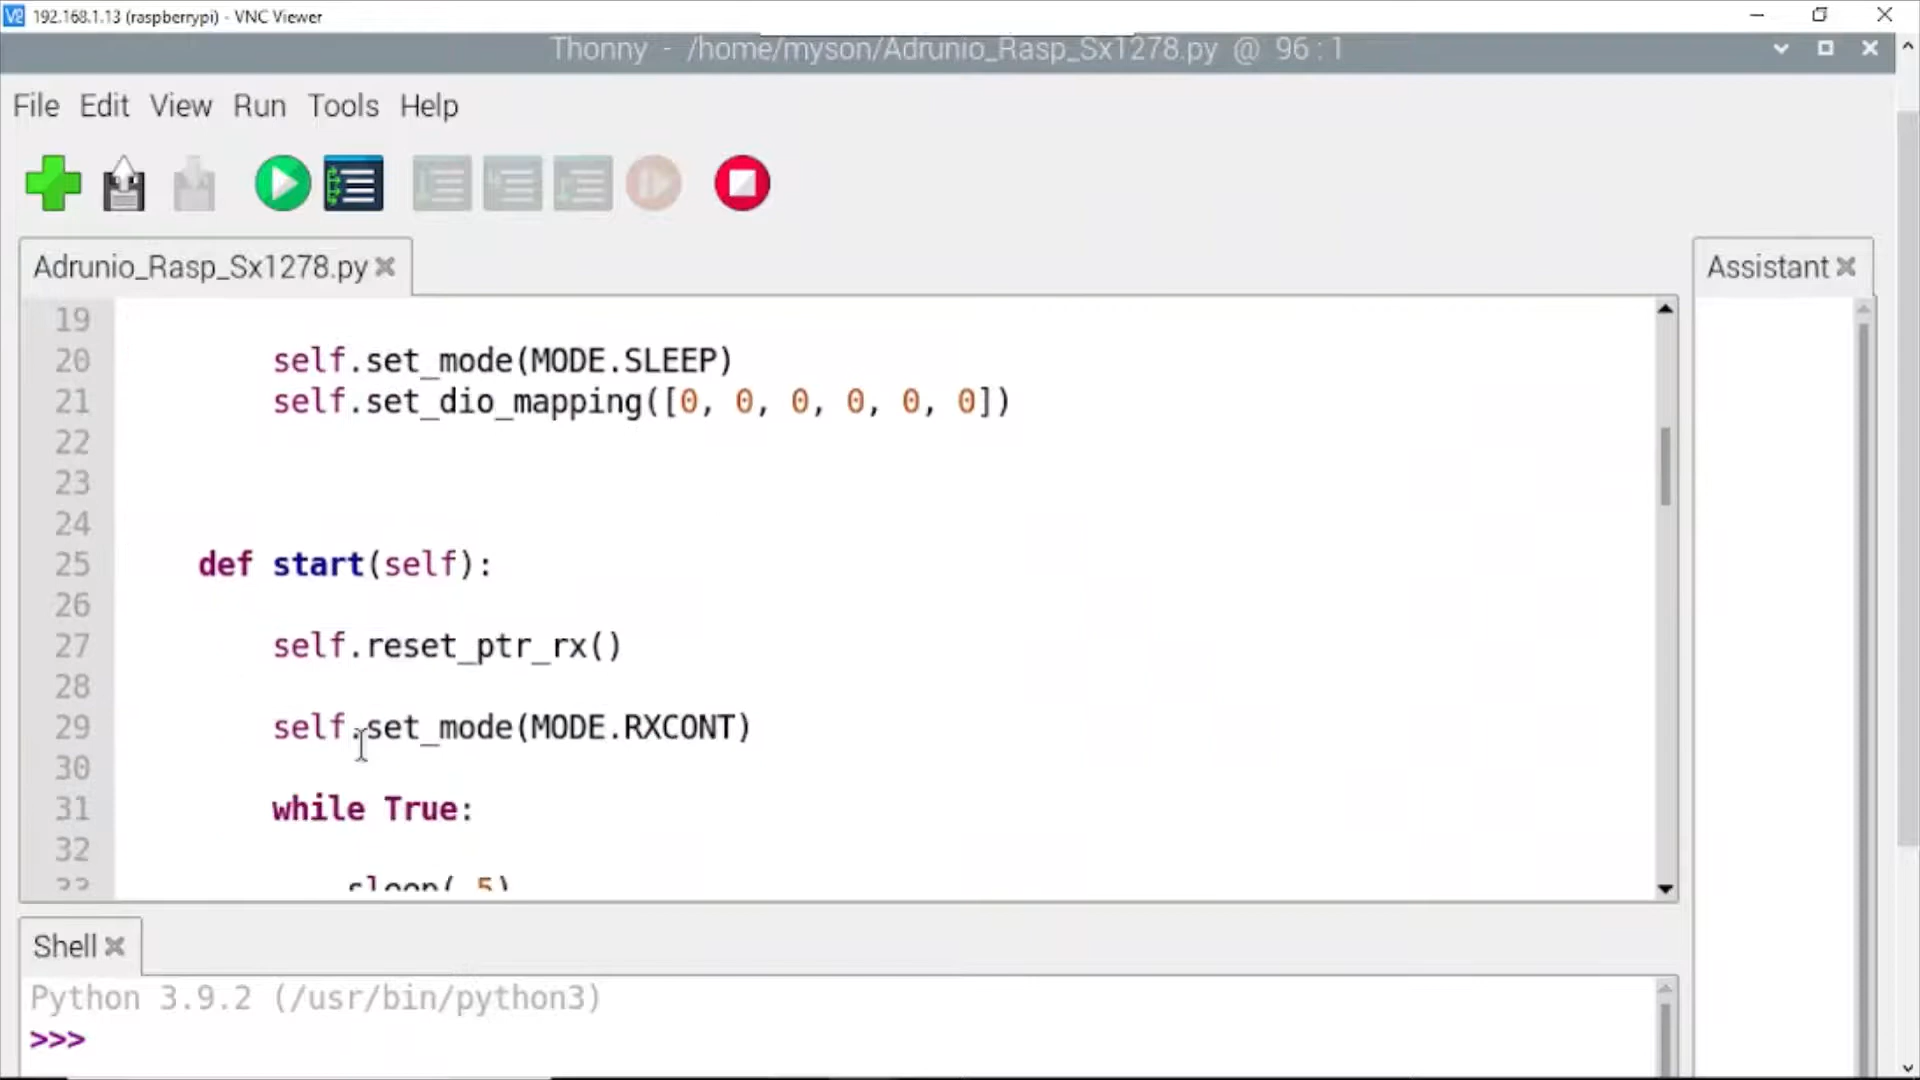 192.168.1.13 (raspberrypi) - VNC Viewer
Thonny - /home/myson/Adrunio_Rasp_Sx1278.py @ 96 : 1
File Edit View Run Tools Help
Adrunio_Rasp_Sx1278.py
Assistant
19
20 self.set_mode(MODE.SLEEP)
21 self.set_dio_mapping([0, 0, 0, 0, 0, 0])
22
23
24
25 def start(self):
26
27 self.reset_ptr_rx()
28
29 self.set_mode(MODE.RXCONT)
30
31 while True:
32
33 sleep(.5)
Shell
Python 3.9.2 (/usr/bin/python3)
>>>